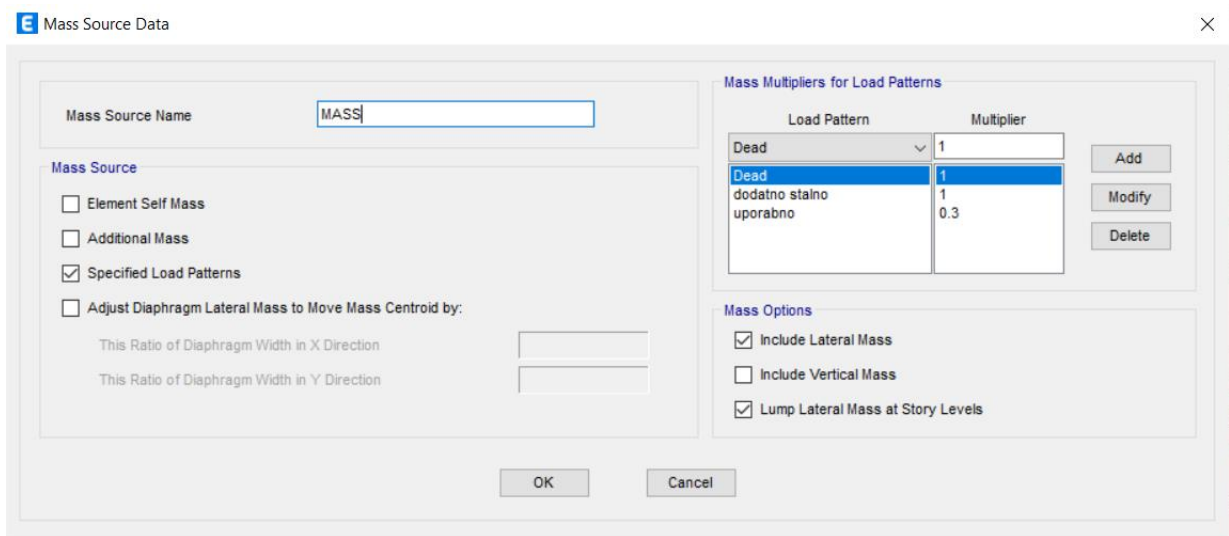 E Mass Source Data
Mass Source Name MASS
Mass Source
Element Self Mass
Additional Mass
Specified Load Patterns
Adjust Diaphragm Lateral Mass to Move Mass Centroid by:
This Ratio of Diaphragm Width in X Direction
This Ratio of Diaphragm Width in Y Direction
Mass Multipliers for Load Patterns
Load Pattern Multiplier
Dead 1
Dead 1
dodatno stalno 1
uporabno 0.3
Add
Modify
Delete
Mass Options
Include Lateral Mass
Include Vertical Mass
Lump Lateral Mass at Story Levels
OK Cancel